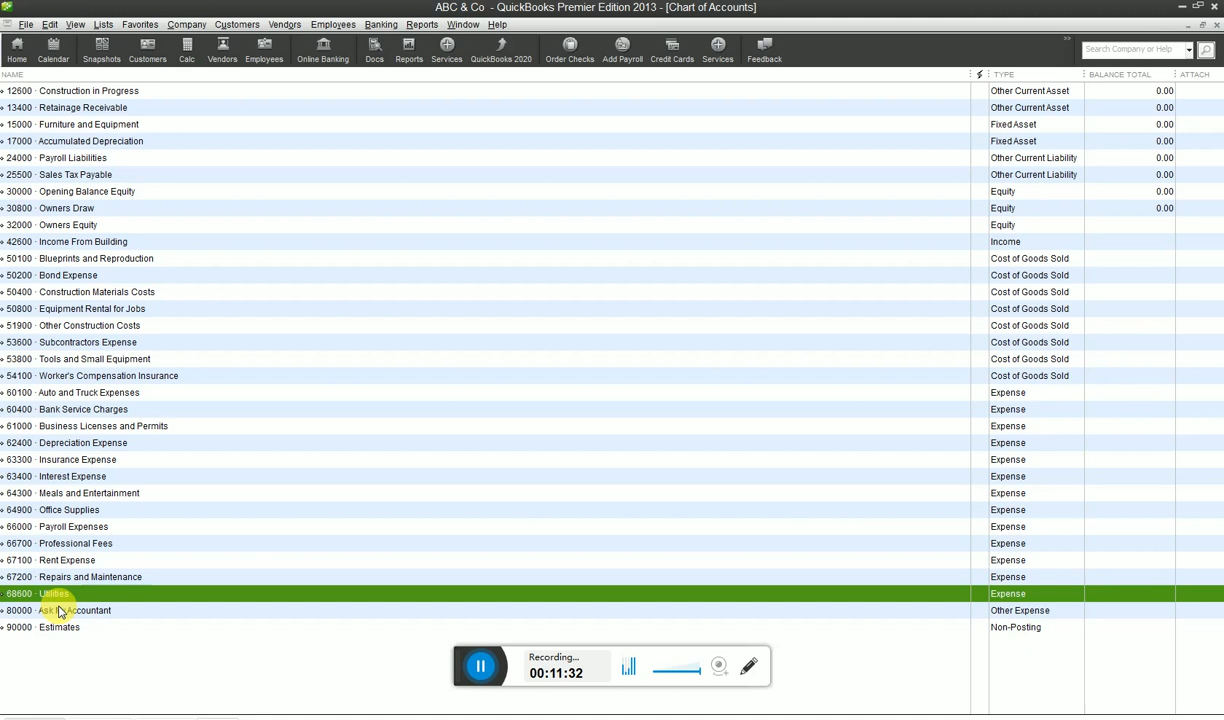 ABC & Co - QuickBooks Premier Edition 2013 - [Chart of Accounts]
File Edit View Lists Favorites Company Customers Vendors Employees Banking Reports Window Help
Home Calendar Snapshots Customers Calc Vendors Employees Online Banking Docs Reports Services QuickBooks 2020 Order Checks Add Payroll Credit Cards Services Feedback Search Company or Help
NAME TYPE BALANCE TOTAL ATTACH
12600 · Construction in Progress Other Current Asset 0.00
13400 · Retainage Receivable Other Current Asset 0.00
15000 · Furniture and Equipment Fixed Asset 0.00
17000 · Accumulated Depreciation Fixed Asset 0.00
24000 · Payroll Liabilities Other Current Liability 0.00
25500 · Sales Tax Payable Other Current Liability 0.00
30000 · Opening Balance Equity Equity 0.00
30800 · Owners Draw Equity 0.00
32000 · Owners Equity Equity
42600 · Income From Building Income
50100 · Blueprints and Reproduction Cost of Goods Sold
50200 · Bond Expense Cost of Goods Sold
50400 · Construction Materials Costs Cost of Goods Sold
50800 · Equipment Rental for Jobs Cost of Goods Sold
51900 · Other Construction Costs Cost of Goods Sold
53600 · Subcontractors Expense Cost of Goods Sold
53800 · Tools and Small Equipment Cost of Goods Sold
54100 · Worker's Compensation Insurance Cost of Goods Sold
60100 · Auto and Truck Expenses Expense
60400 · Bank Service Charges Expense
61000 · Business Licenses and Permits Expense
62400 · Depreciation Expense Expense
63300 · Insurance Expense Expense
63400 · Interest Expense Expense
64300 · Meals and Entertainment Expense
64900 · Office Supplies Expense
66000 · Payroll Expenses Expense
66700 · Professional Fees Expense
67100 · Rent Expense Expense
67200 · Repairs and Maintenance Expense
68600 · Utilities Expense
80000 · Ask Accountant Other Expense
90000 · Estimates Non-Posting
Recording...
00:11:32